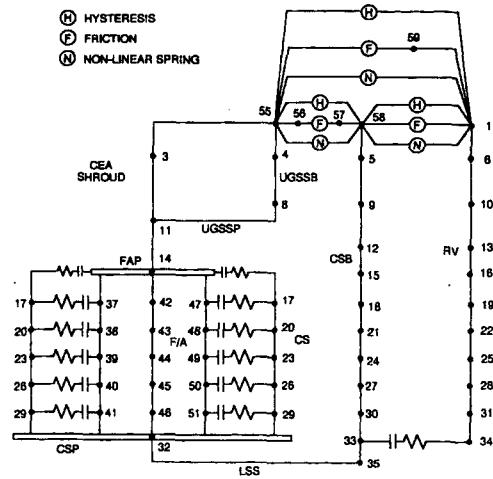 H HYSTERESIS
F FRICTION
N NON-LINEAR SPRING
H
F 59
N
55 H H
56 F 57 58 F 1
N N
3 4 5 6
CEA SHROUD
UGSSB
8 9 10
11 UGSSP
CSB 12 RV 13
FAP 14 15 16
17 37 42 47 17 18 19
20 38 43 48 20 21 22
F/A CS
23 39 44 49 23 24 25
26 40 45 50 26 27 28
29 41 46 51 29 30 31
CSP 32 33 34
LSS 35